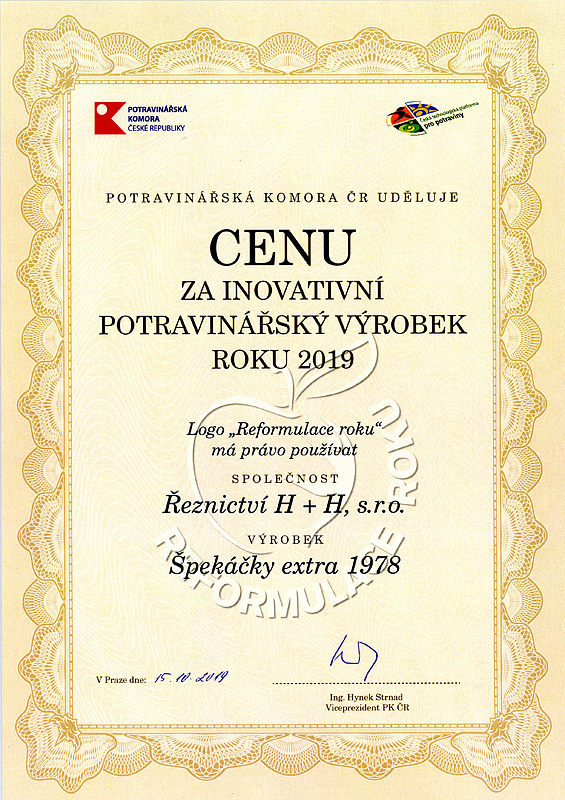 POTRAVINÁŘSKÁ
KOMORA
ČESKÉ REPUBLIKY
Česká technologická platforma
pro potraviny
POTRAVINÁŘSKÁ KOMORA ČR UDĚLUJE
CENU
ZA INOVATIVNÍ
POTRAVINÁŘSKÝ VÝROBEK
ROKU 2019
Logo „Reformulace roku“
má právo používat
SPOLEČNOST
Řeznictví H + H, s.r.o.
VÝROBEK
Špekáčky extra 1978
REFORMULACE ROKU
V Praze dne: 15.10.2019
Ing. Hynek Strnad
Viceprezident PK ČR